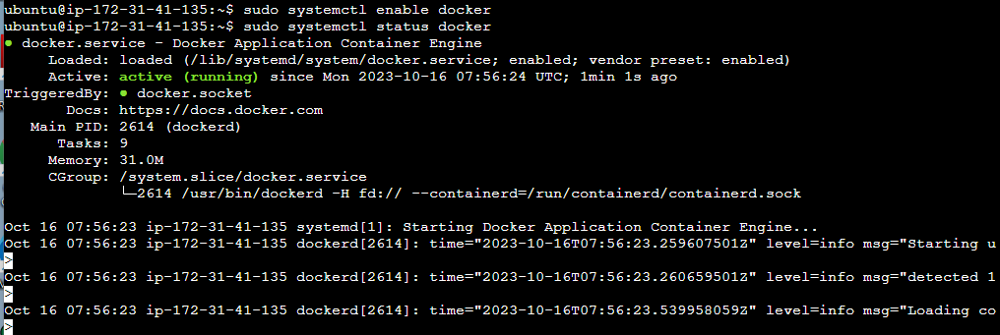 ubuntu@ip-172-31-41-135:~$ sudo systemctl enable docker
ubuntu@ip-172-31-41-135:~$ sudo systemctl status docker
● docker.service - Docker Application Container Engine
     Loaded: loaded (/lib/systemd/system/docker.service; enabled; vendor preset: enabled)
     Active: active (running) since Mon 2023-10-16 07:56:24 UTC; 1min 1s ago
TriggeredBy: ● docker.socket
       Docs: https://docs.docker.com
   Main PID: 2614 (dockerd)
      Tasks: 9
     Memory: 31.0M
     CGroup: /system.slice/docker.service
             └─2614 /usr/bin/dockerd -H fd:// --containerd=/run/containerd/containerd.sock
Oct 16 07:56:23 ip-172-31-41-135 systemd[1]: Starting Docker Application Container Engine...
Oct 16 07:56:23 ip-172-31-41-135 dockerd[2614]: time="2023-10-16T07:56:23.259607501Z" level=info msg="Starting u
>
Oct 16 07:56:23 ip-172-31-41-135 dockerd[2614]: time="2023-10-16T07:56:23.260659501Z" level=info msg="detected 1
>
Oct 16 07:56:23 ip-172-31-41-135 dockerd[2614]: time="2023-10-16T07:56:23.539958059Z" level=info msg="Loading co
>